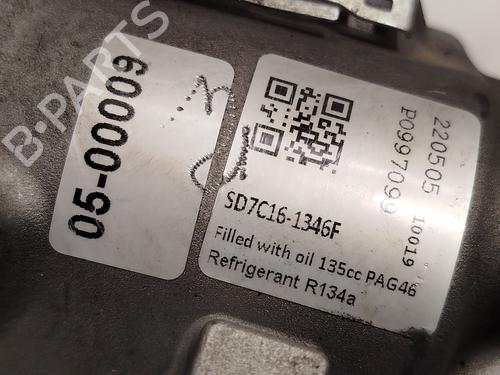 B-PARTS
05-00009
SD7C16-1346F
Filled with oil 135cc PAG46
Refrigerant R134a
220505 10019
P0997099